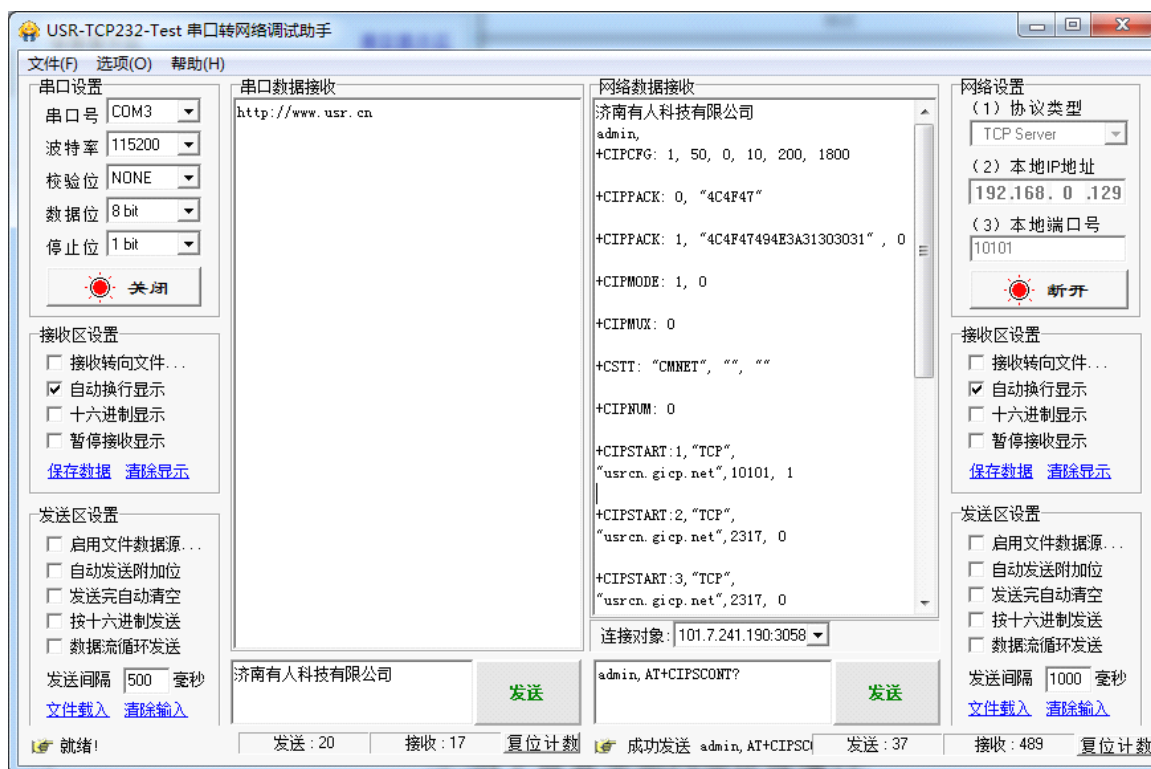 USR-TCP232-Test 串口转网络调试助手
文件(F) 选项(O) 帮助(H)
串口设置
串口号 COM3
波特率 115200
校验位 NONE
数据位 8 bit
停止位 1 bit
关闭
接收区设置
接收转向文件...
自动换行显示
十六进制显示
暂停接收显示
保存数据 清除显示
发送区设置
启用文件数据源...
自动发送附加位
发送完自动清空
按十六进制发送
数据流循环发送
发送间隔 500 毫秒
文件载入 清除输入
就绪!
串口数据接收
http://www.usr.cn
济南有人科技有限公司
发送
发送 : 20 接收 : 17 复位计数
网络数据接收
济南有人科技有限公司
admin,
+CIPCFG: 1, 50, 0, 10, 200, 1800
+CIPPACK: 0, "4C4F47"
+CIPPACK: 1, "4C4F47494E3A31303031" , 0
+CIPMODE: 1, 0
+CIPMUX: 0
+CSTT: "CMNET", "", ""
+CIPNUM: 0
+CIPSTART:1,"TCP",
"usrcn.gicp.net",10101, 1
+CIPSTART:2,"TCP",
"usrcn.gicp.net",2317, 0
+CIPSTART:3,"TCP",
"usrcn.gicp.net",2317, 0
连接对象: 101.7.241.190:3058
admin,AT+CIPSCONT?
发送
成功发送 admin,AT+CIPSC 发送 : 37 接收 : 489 复位计数
网络设置
(1) 协议类型
TCP Server
(2) 本地IP地址
192.168. 0 .129
(3) 本地端口号
10101
断开
接收区设置
接收转向文件...
自动换行显示
十六进制显示
暂停接收显示
保存数据 清除显示
发送区设置
启用文件数据源...
自动发送附加位
发送完自动清空
按十六进制发送
数据流循环发送
发送间隔 1000 毫秒
文件载入 清除输入